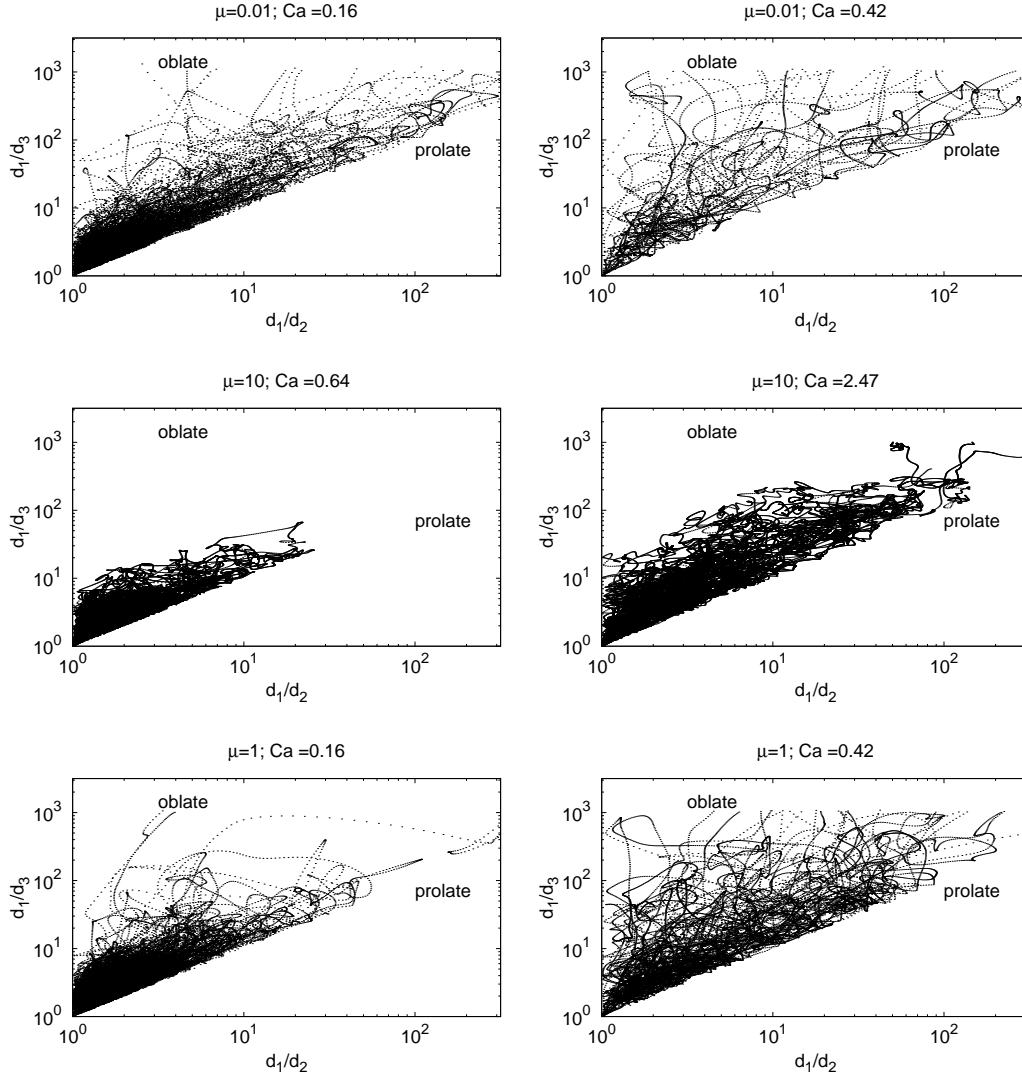 μ=0.01; Ca =0.16
oblate
prolate
d₁/d₃
10³
10²
10¹
10⁰
10⁰ 10¹ 10²
d₁/d₂
μ=0.01; Ca =0.42
oblate
prolate
d₁/d₃
10³
10²
10¹
10⁰
10⁰ 10¹ 10²
d₁/d₂
μ=10; Ca =0.64
oblate
prolate
d₁/d₃
10³
10²
10¹
10⁰
10⁰ 10¹ 10²
d₁/d₂
μ=10; Ca =2.47
oblate
prolate
d₁/d₃
10³
10²
10¹
10⁰
10⁰ 10¹ 10²
d₁/d₂
μ=1; Ca =0.16
oblate
prolate
d₁/d₃
10³
10²
10¹
10⁰
10⁰ 10¹ 10²
d₁/d₂
μ=1; Ca =0.42
oblate
prolate
d₁/d₃
10³
10²
10¹
10⁰
10⁰ 10¹ 10²
d₁/d₂